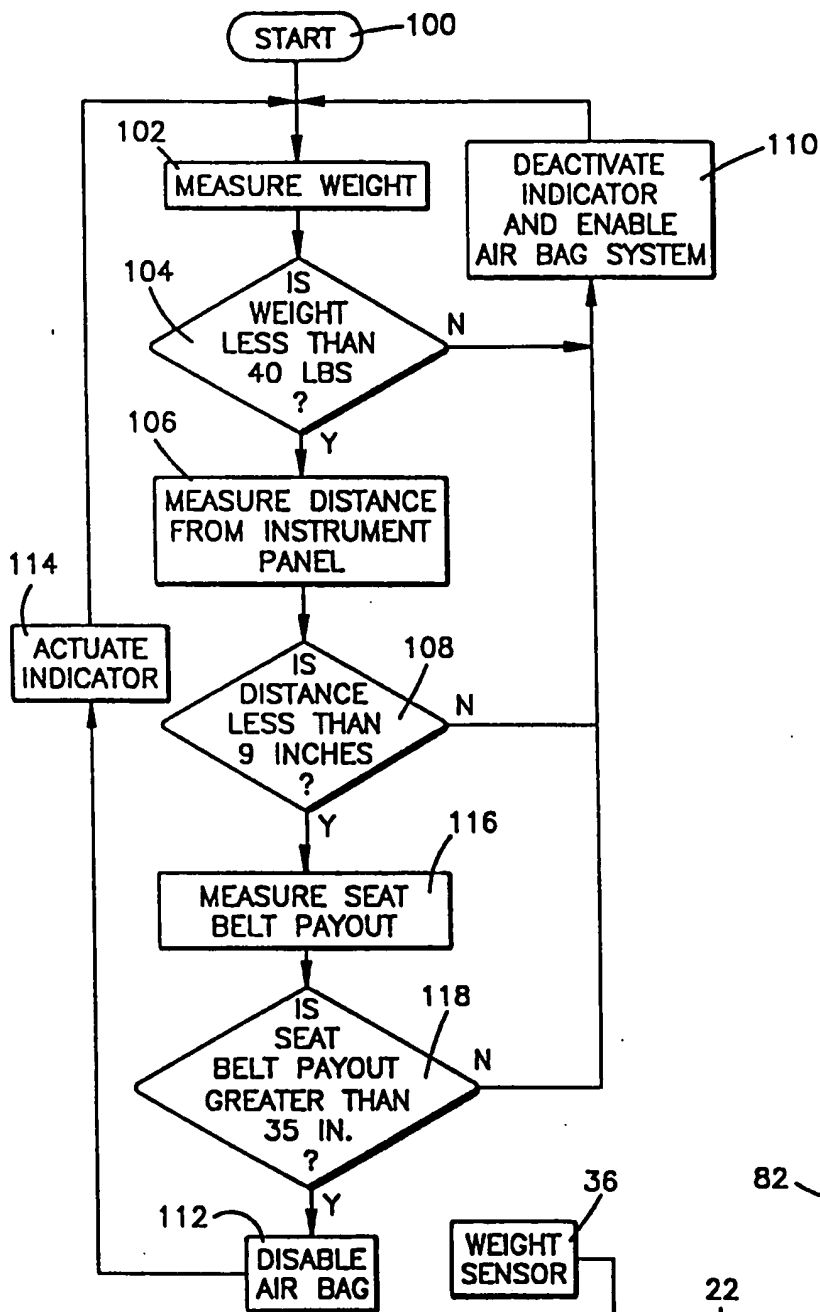 START
100
102
MEASURE WEIGHT
DEACTIVATE
INDICATOR
AND ENABLE
AIR BAG SYSTEM
110
104
IS
WEIGHT
LESS THAN
40 LBS
?
N
Y
106
MEASURE DISTANCE
FROM INSTRUMENT
PANEL
114
ACTUATE
INDICATOR
108
IS
DISTANCE
LESS THAN
9 INCHES
?
N
Y
116
MEASURE SEAT
BELT PAYOUT
118
IS
SEAT
BELT PAYOUT
GREATER THAN
35 IN.
?
N
Y
112
DISABLE
AIR BAG
36
WEIGHT
SENSOR
82
22